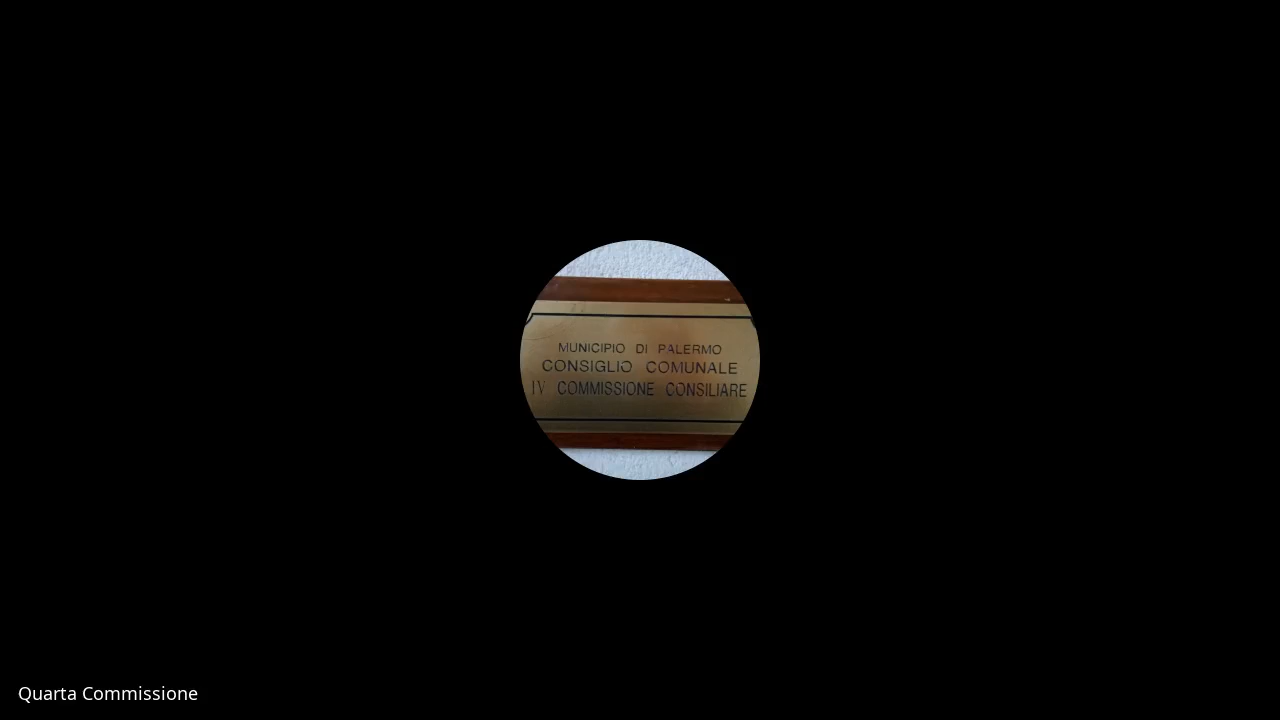 MUNICIPIO DI PALERMO
CONSIGLIO COMUNALE
IV COMMISSIONE CONSILIARE
Quarta Commissione